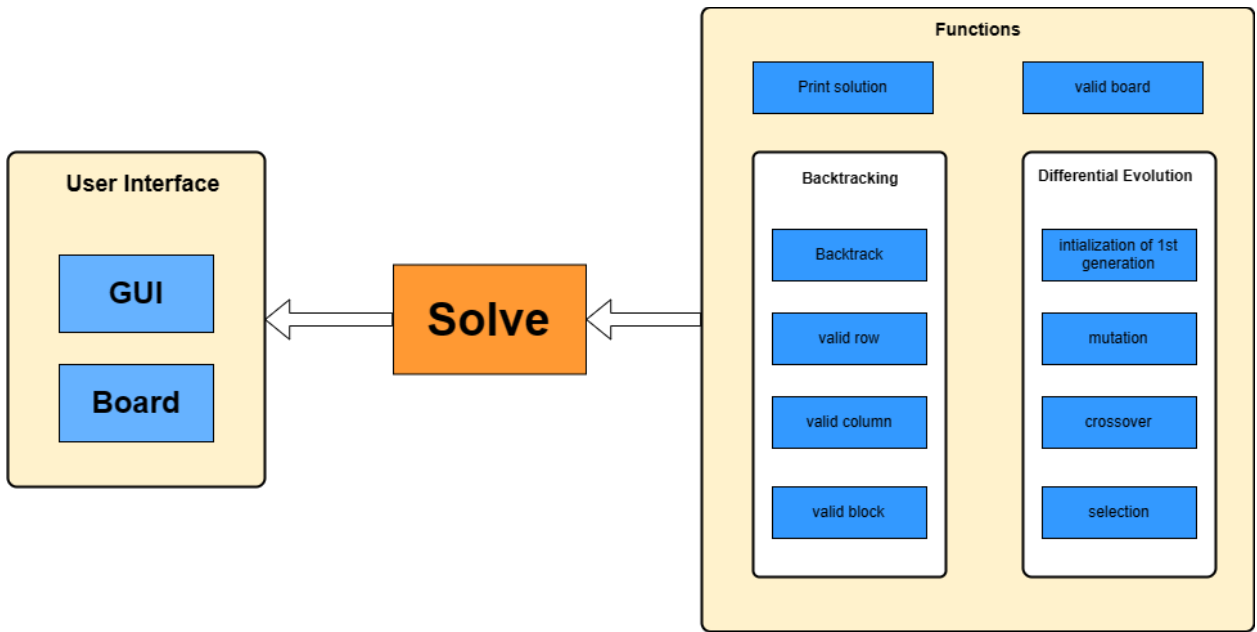 User Interface
GUI
Board
Solve
Functions
Print solution
valid board
Backtracking
Backtrack
valid row
valid column
valid block
Differential Evolution
intialization of 1st
generation
mutation
crossover
selection